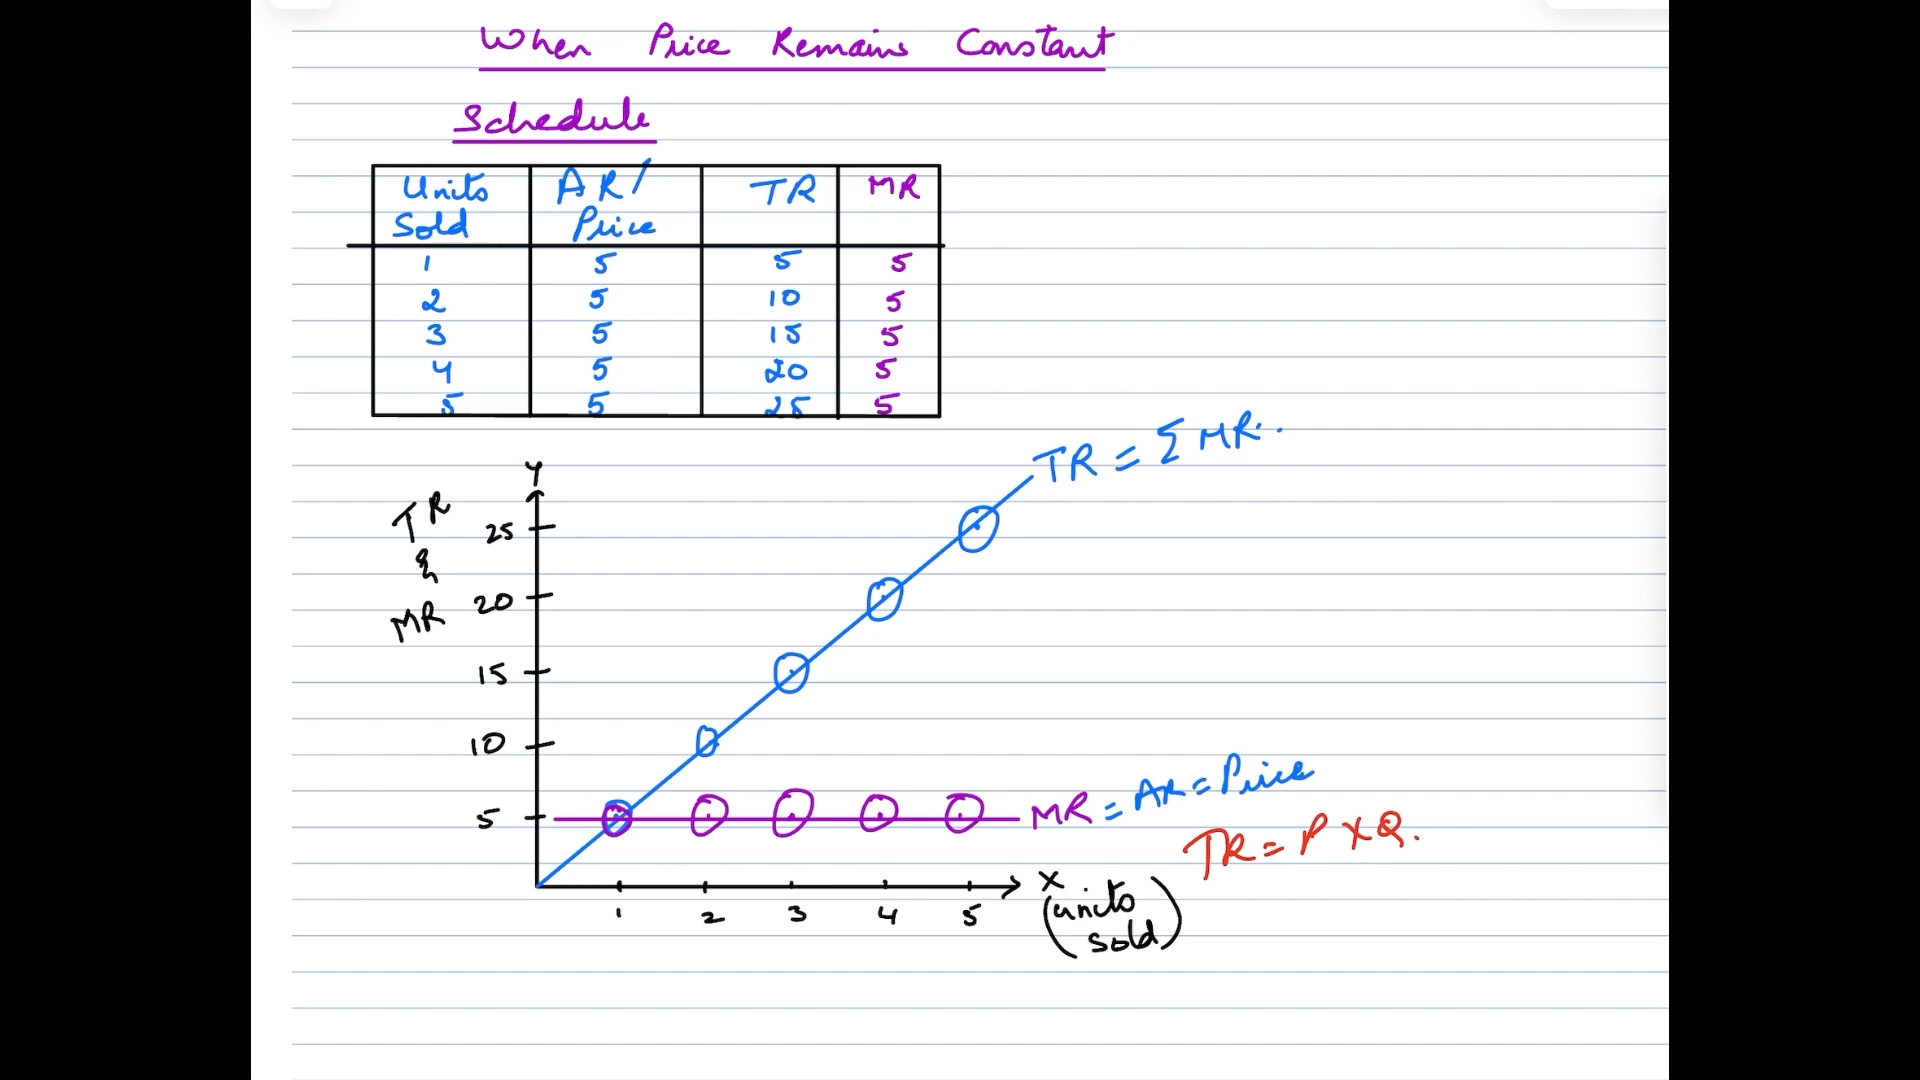 When Price Remains Constant
Schedule
Units Sold AR/ Price TR MR
1 5 5 5
2 5 10 5
3 5 15 5
4 5 20 5
5 5 25 5
TR = Σ MR..
Y
TR & MR
25
20
15
10
5
MR = AR = Price
TR = P X Q.
X
(units sold)
1 2 3 4 5